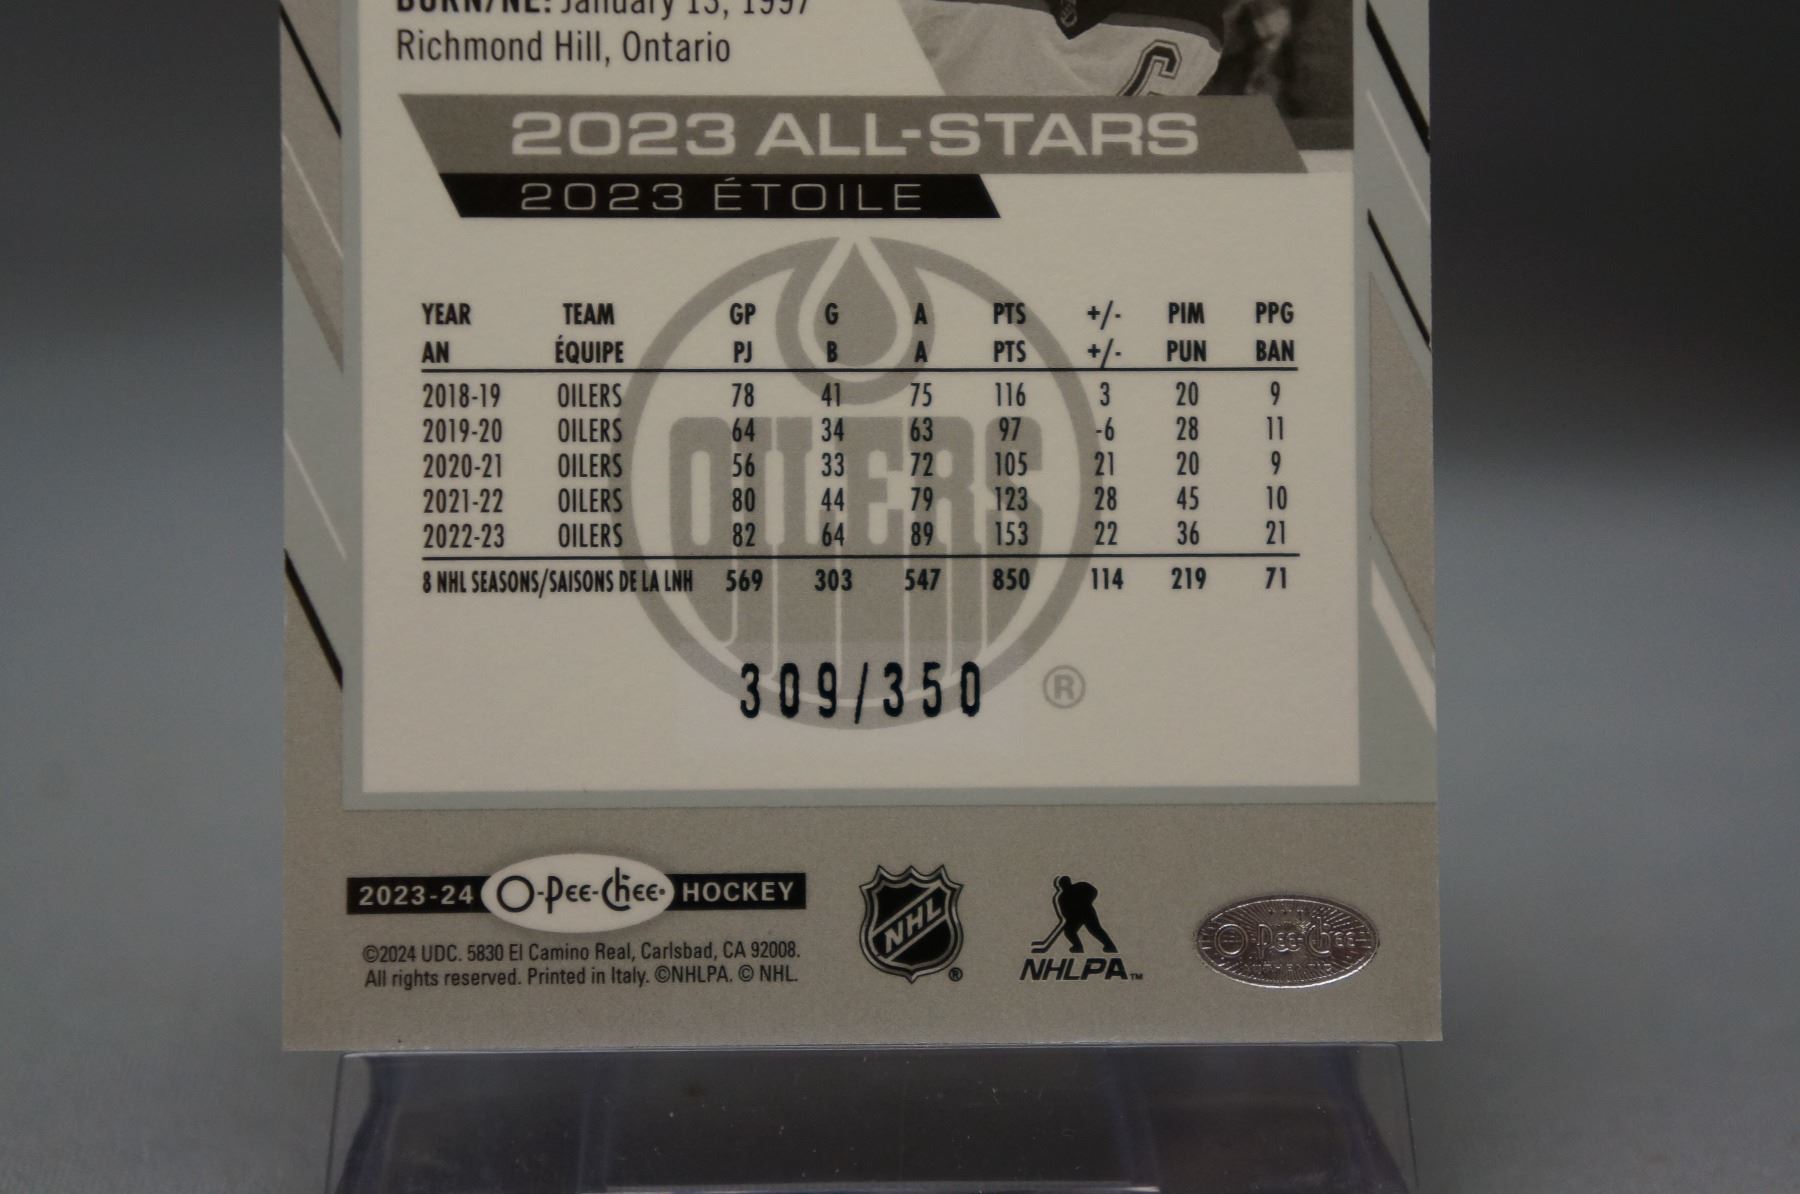 BORN/NÉ: January 13, 1997
Richmond Hill, Ontario
C
2023 ALL-STARS
2023 ÉTOILE
YEAR TEAM GP G A PTS +/- PIM PPG
AN ÉQUIPE PJ B A PTS +/- PUN BAN
2018-19 OILERS 78 41 75 116 3 20 9
2019-20 OILERS 64 34 63 97 -6 28 11
2020-21 OILERS 56 33 72 105 21 20 9
2021-22 OILERS 80 44 79 123 28 45 10
2022-23 OILERS 82 64 89 153 22 36 21
8 NHL SEASONS/SAISONS DE LA LNH 569 303 547 850 114 219 71
OILERS
309/350 ®
2023-24 O-Pee-Chee HOCKEY
©2024 UDC. 5830 El Camino Real, Carlsbad, CA 92008.
All rights reserved. Printed in Italy. ©NHLPA. © NHL.
NHL ®
NHLPA™
O-Pee-Chee